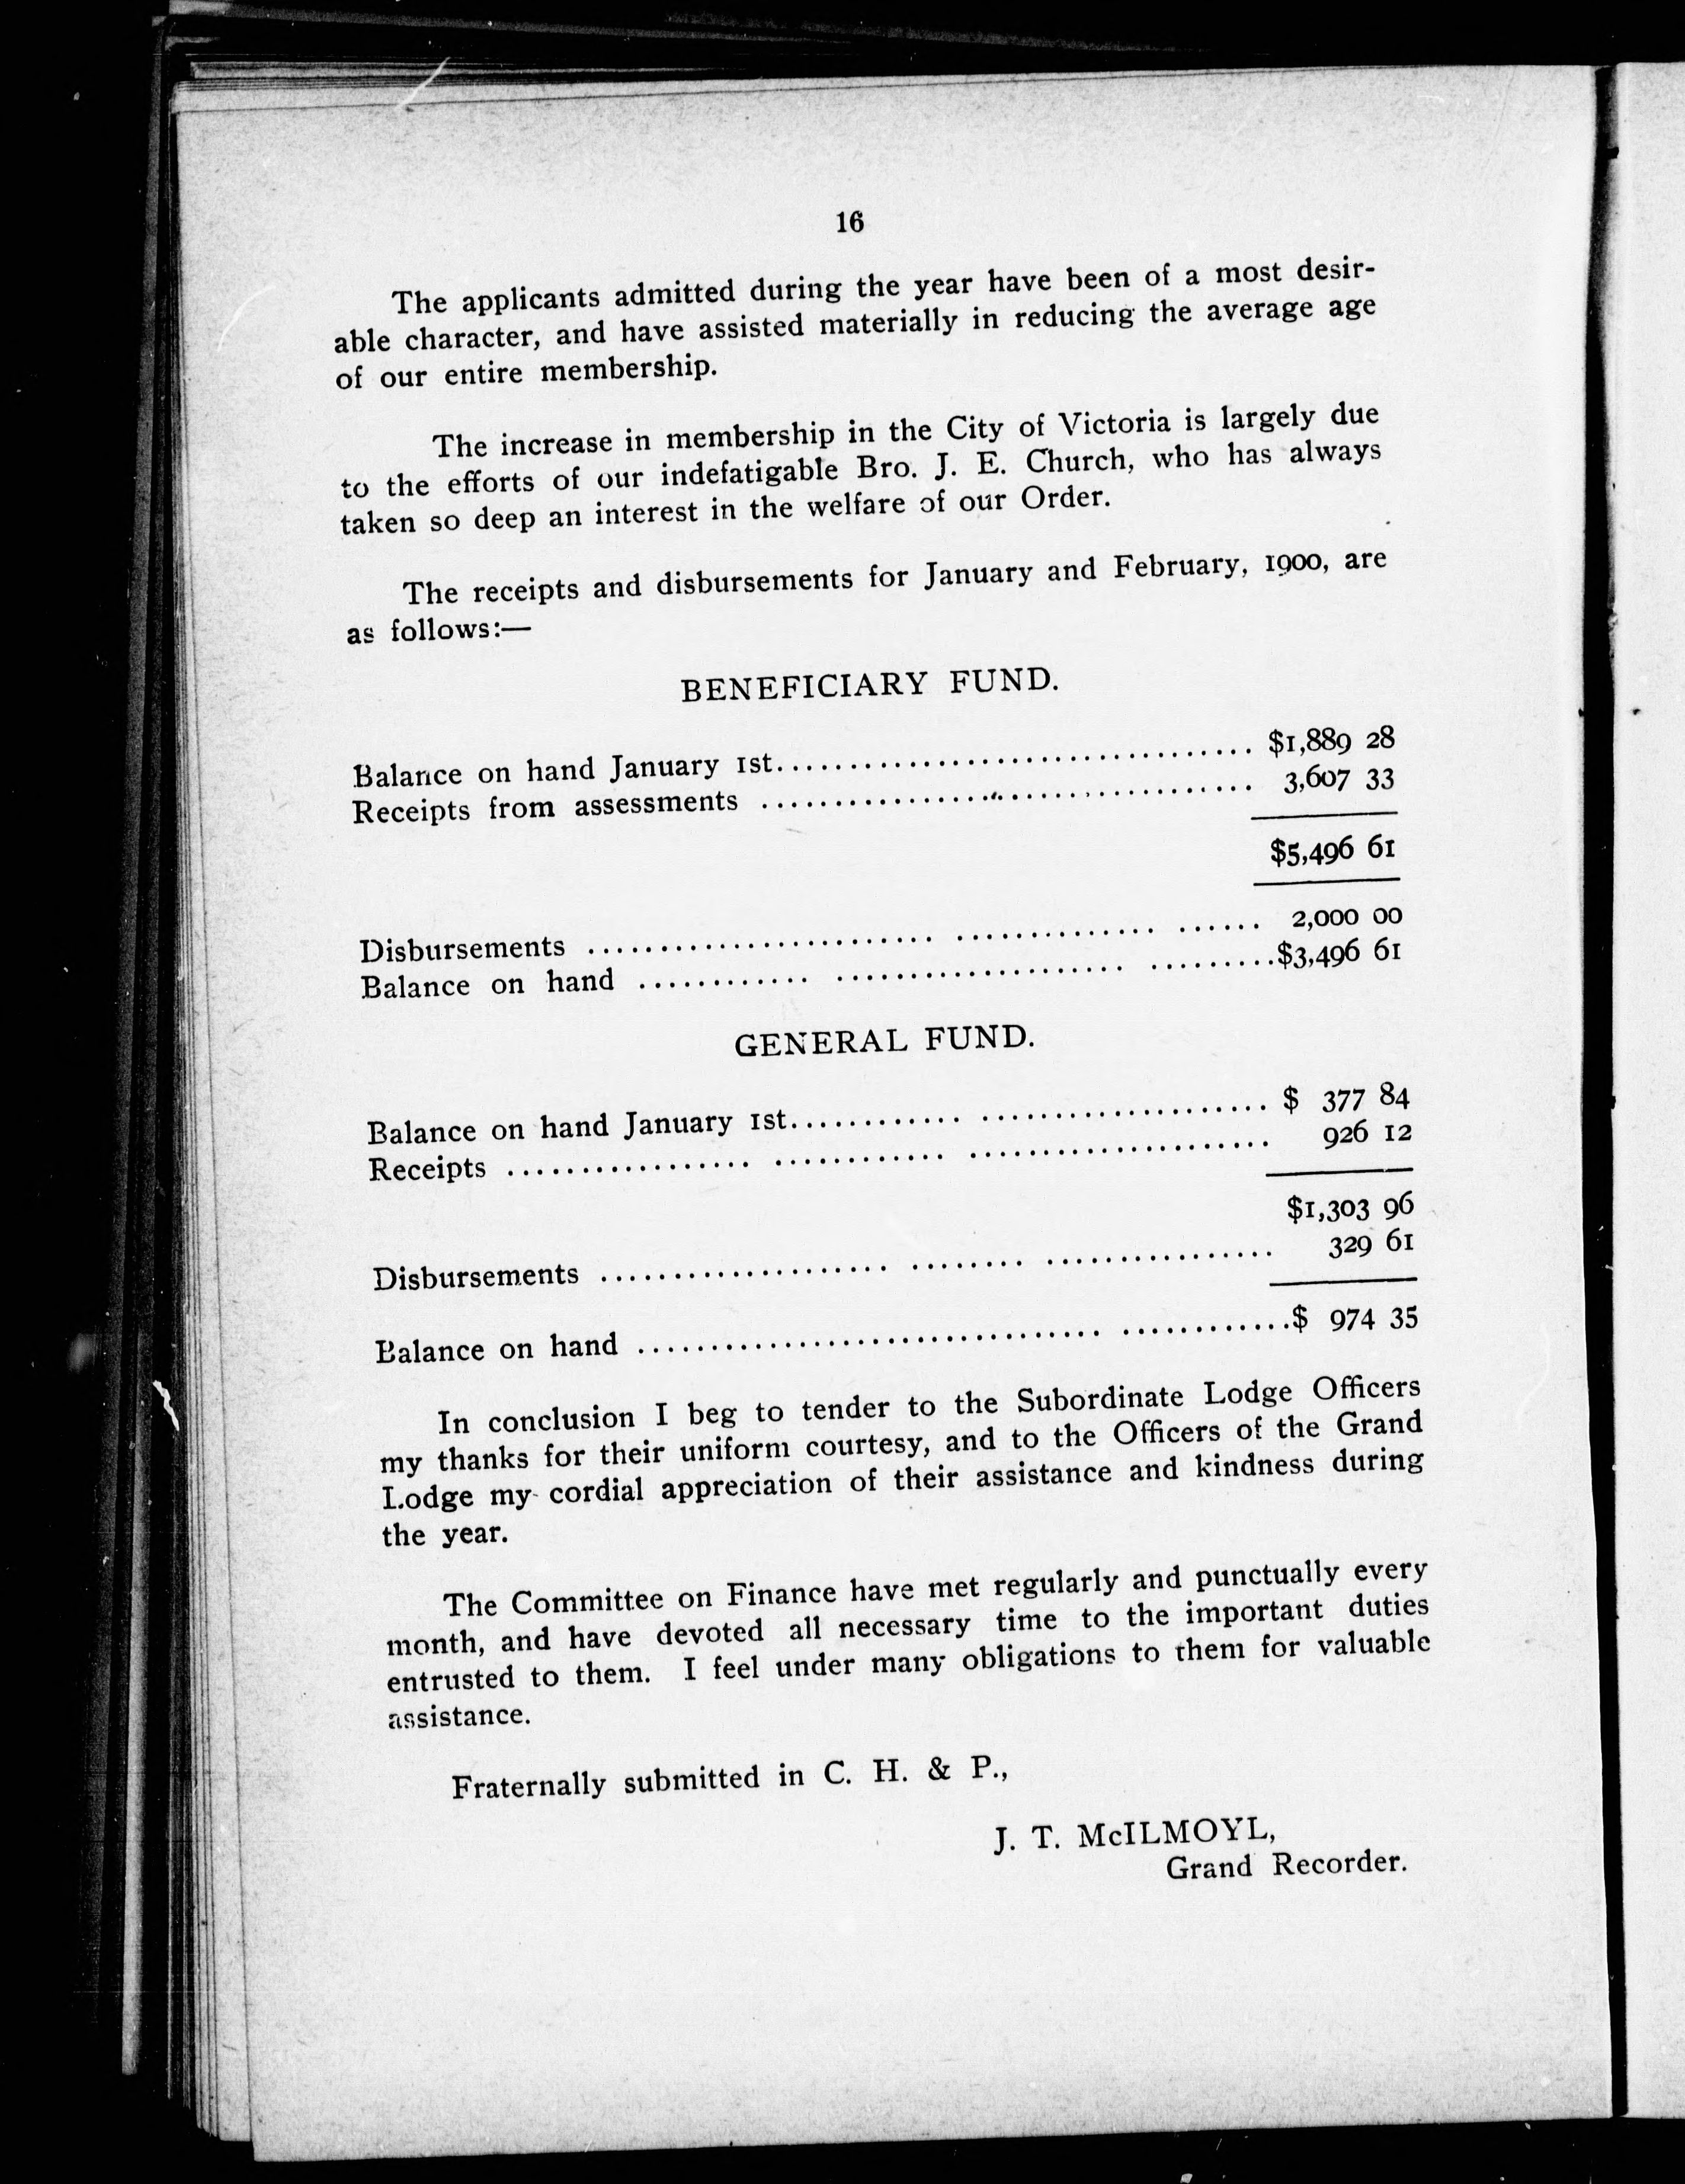 16
The applicants admitted during the year have been of a most desir-
able character, and have assisted materially in reducing the average age
of our entire membership.
The increase in membership in the City of Victoria is largely due
to the efforts of our indefatigable Bro. J. E. Church, who has always
taken so deep an interest in the welfare of our Order.
The receipts and disbursements for January and February, 1900, are
as follows:—
BENEFICIARY FUND.
Balance on hand January 1st................................. $1,889 28
Receipts from assessments .................................. 3,607 33
$5,496 61
Disbursements ........................ .............. ...... 2,000 00
Balance on hand ............ .................... .........$3,496 61
GENERAL FUND.
Balance on hand January 1st............ .................... $ 377 84
Receipts ................. ............ ..................... 926 12
$1,303 96
Disbursements .................... ........ ................ 329 61
Balance on hand ................................ ............$ 974 35
In conclusion I beg to tender to the Subordinate Lodge Officers
my thanks for their uniform courtesy, and to the Officers of the Grand
Lodge my cordial appreciation of their assistance and kindness during
the year.
The Committee on Finance have met regularly and punctually every
month, and have devoted all necessary time to the important duties
entrusted to them. I feel under many obligations to them for valuable
assistance.
Fraternally submitted in C. H. & P.,
J. T. McILMOYL,
Grand Recorder.